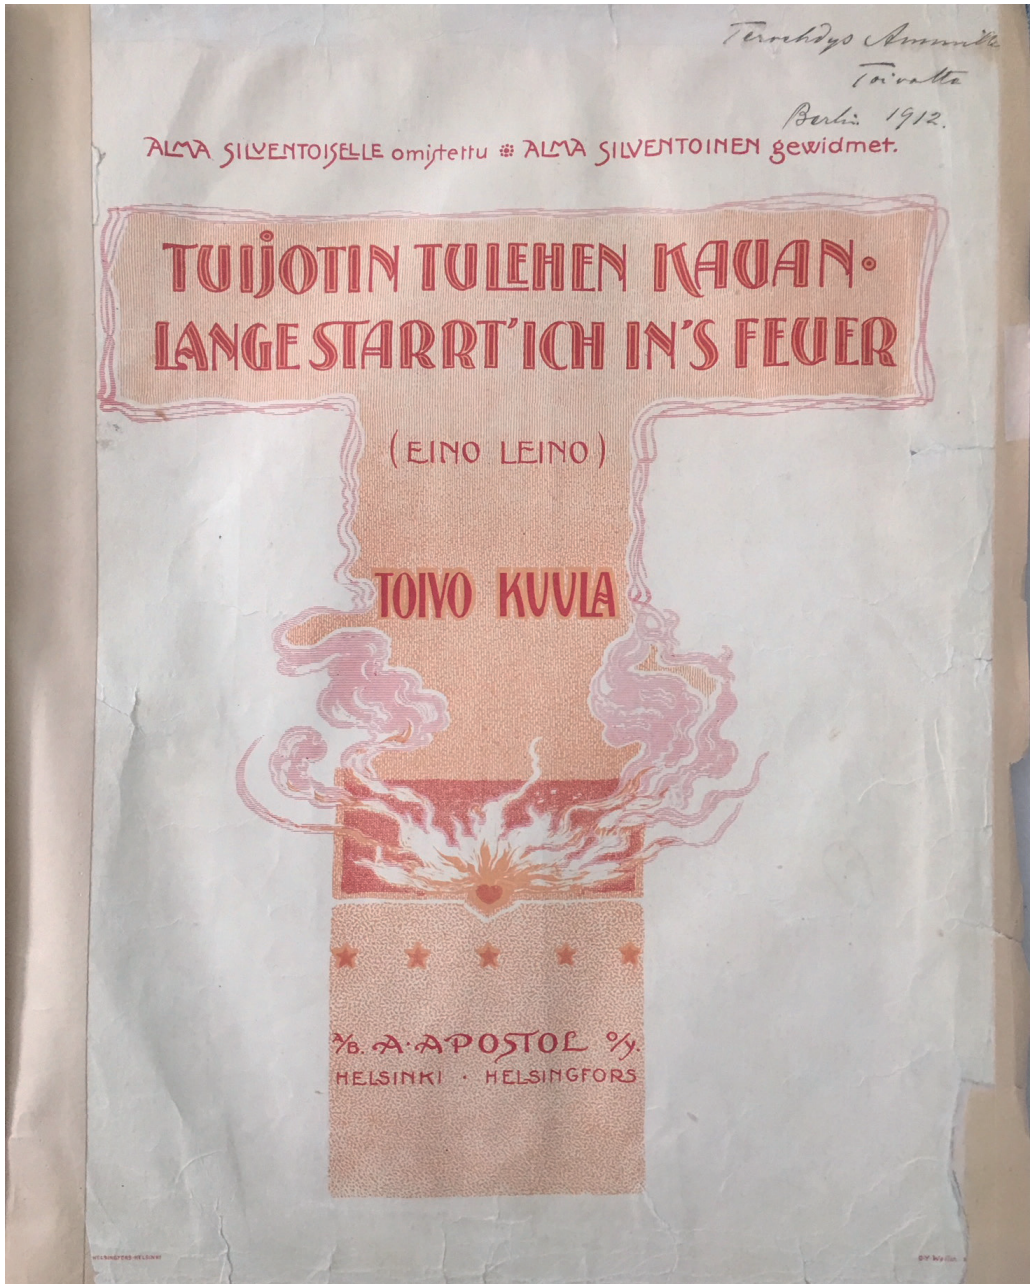 Tervehdys Ammille
Toivolta
Berlin 1912.
ALMA SILVENTOISELLE omistettu ❉ ALMA SILVENTOINEN gewidmet.
TUIJOTIN TULEHEN KAUAN •
LANGE STARRT'ICH IN'S FEUER
(EINO LEINO)
TOIVO KUULA
A/B. A·APOSTOL O/Y.
HELSINKI · HELSINGFORS